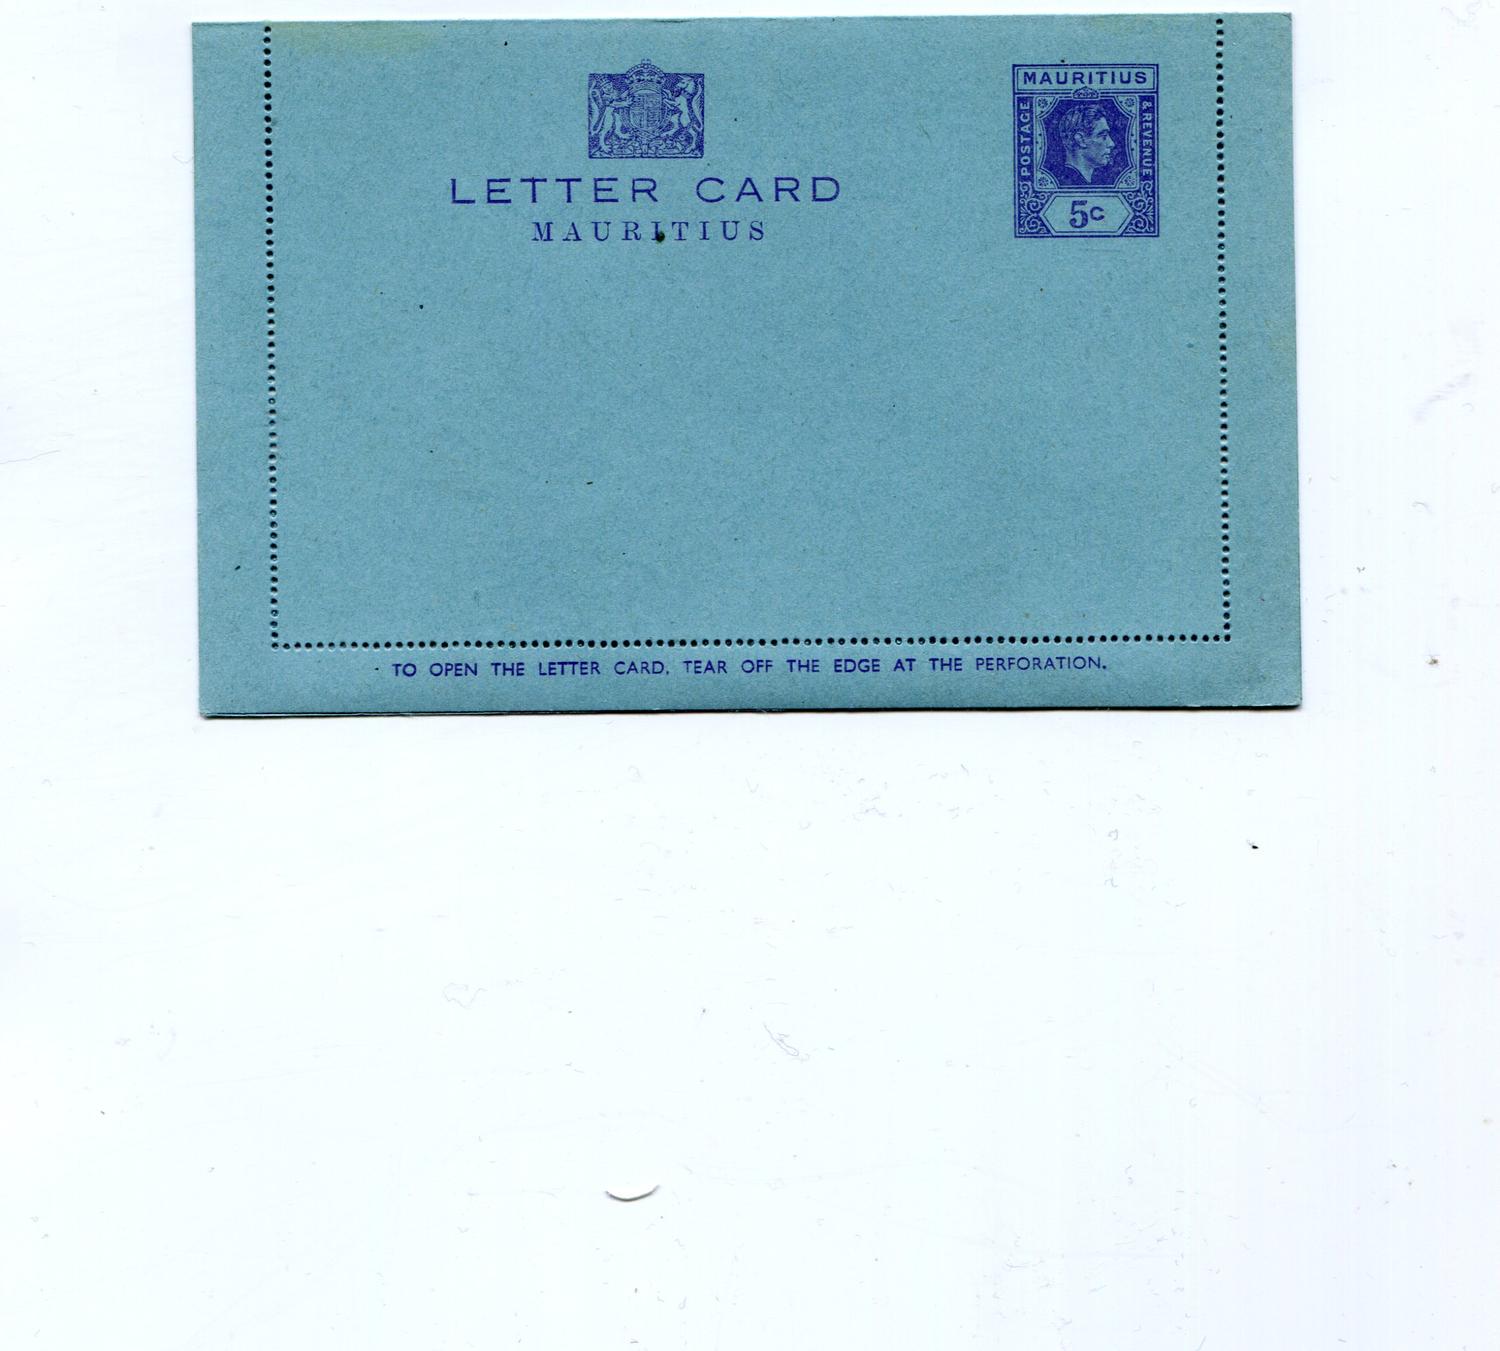 LETTER CARD
MAURITIUS
MAURITIUS
POSTAGE
& REVENUE
5c
TO OPEN THE LETTER CARD, TEAR OFF THE EDGE AT THE PERFORATION.